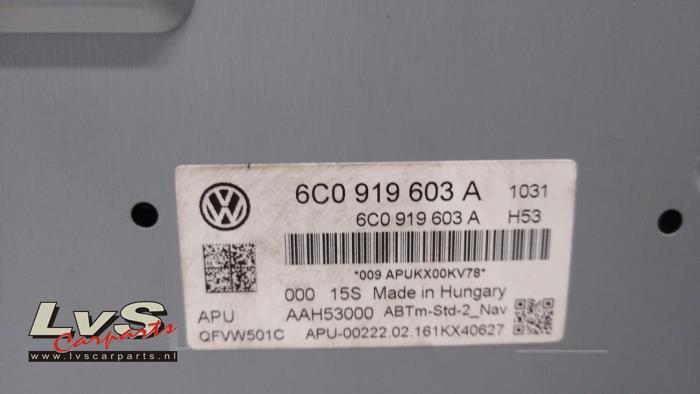 6C0 919 603 A 1031
6C0 919 603 A H53
*009 APUKX00KV78*
000 15S Made in Hungary
APU AAH53000 ABTm-Std-2_Nav
QFVW501C APU-00222.02.161KX40627
LvS
Carparts
www.lvscarparts.nl